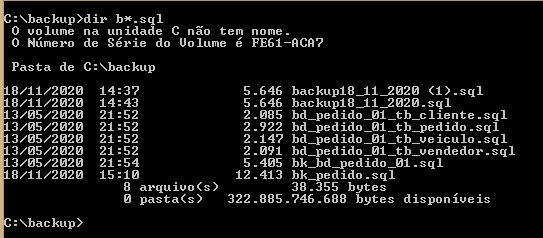 C:\backup>dir b*.sql
O volume na unidade C não tem nome.
O Número de Série do Volume é FE61-ACA7
Pasta de C:\backup
18/11/2020 14:37 5.646 backup18_11_2020 (1).sql
18/11/2020 14:43 5.646 backup18_11_2020.sql
13/05/2020 21:52 2.085 bd_pedido_01_tb_cliente.sql
13/05/2020 21:52 2.922 bd_pedido_01_tb_pedido.sql
13/05/2020 21:52 2.147 bd_pedido_01_tb_veiculo.sql
13/05/2020 21:52 2.091 bd_pedido_01_tb_vendedor.sql
13/05/2020 21:54 5.405 bk_bd_pedido_01.sql
18/11/2020 15:10 12.413 bk_pedido.sql
8 arquivo(s) 38.355 bytes
0 pasta(s) 322.885.746.688 bytes disponíveis
C:\backup>